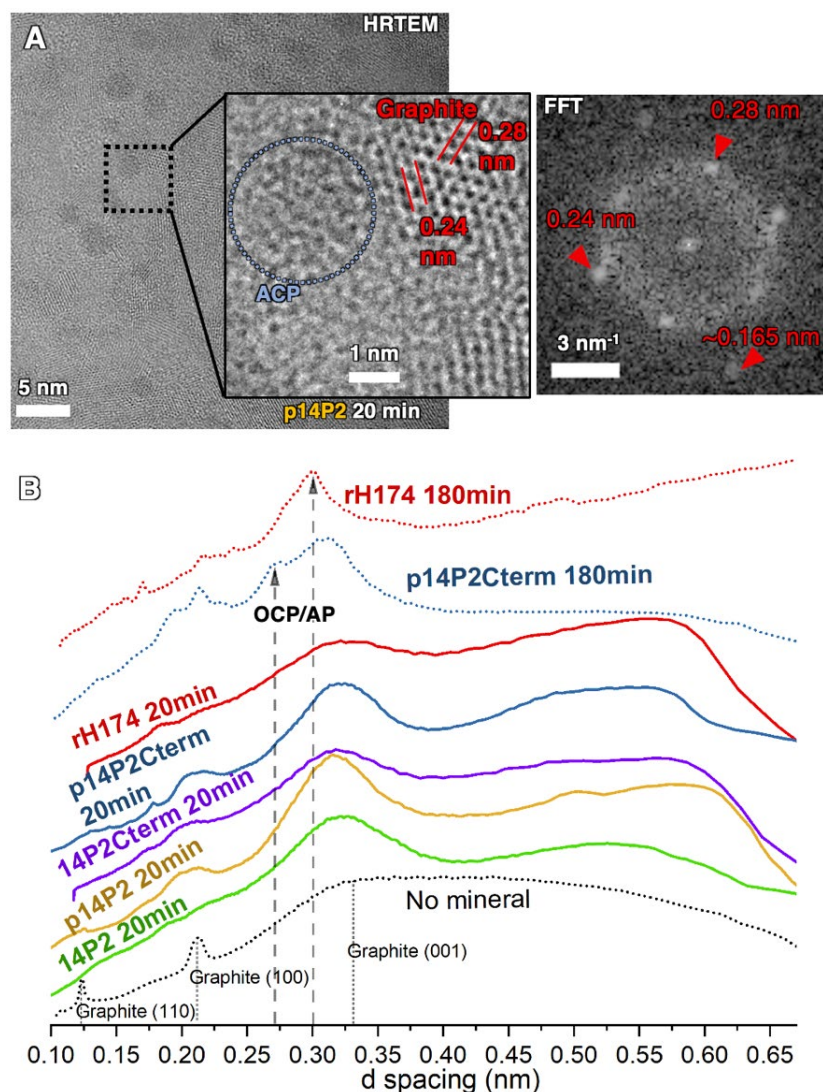 A
HRTEM
Graphite
0.28
nm
0.24
nm
ACP
1 nm
5 nm
p14P2 20 min
FFT
0.28 nm
0.24 nm
~0.165 nm
3 nm⁻¹
B
rH174 180min
p14P2Cterm 180min
OCP/AP
rH174 20min
p14P2Cterm
20min
14P2Cterm 20min
p14P2 20min
14P2 20min
No mineral
Graphite (001)
Graphite (100)
Graphite (110)
0.10 0.15 0.20 0.25 0.30 0.35 0.40 0.45 0.50 0.55 0.60 0.65
d spacing (nm)